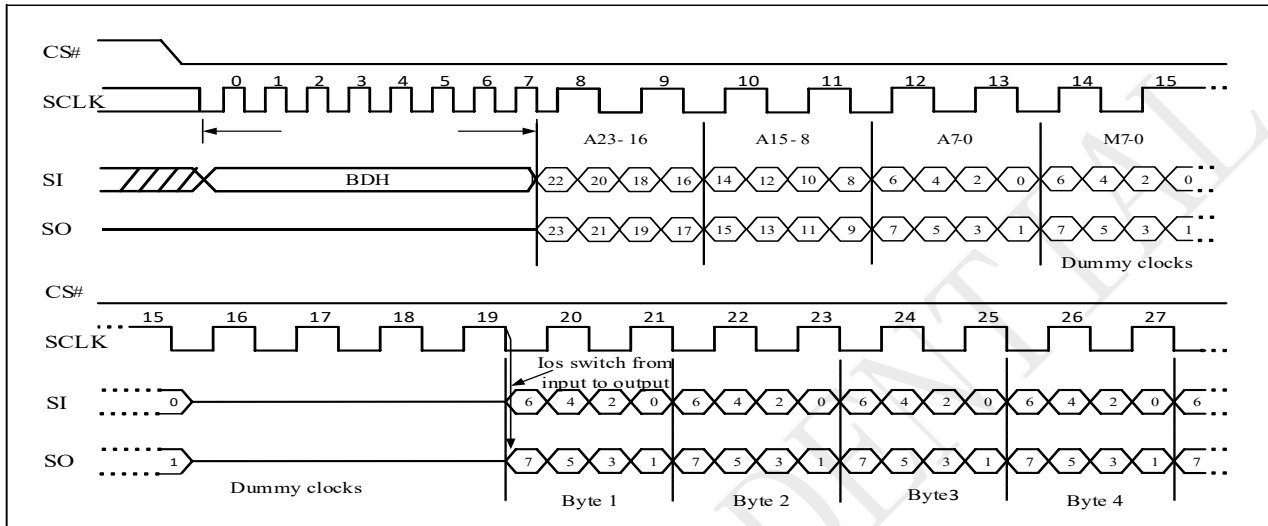 CS#
0 1 2 3 4 5 6 7 8 9 10 11 12 13 14 15
SCLK
A23-16 A15-8 A7-0 M7-0
SI BDH 22 20 18 16 14 12 10 8 6 4 2 0 6 4 2 0
SO 23 21 19 17 15 13 11 9 7 5 3 1 7 5 3 1
Dummy clocks
CS#
15 16 17 18 19 20 21 22 23 24 25 26 27
SCLK
Ios switch from
input to output
SI 0 6 4 2 0 6 4 2 0 6 4 2 0 6 4 2 0 6
SO 1 7 5 3 1 7 5 3 1 7 5 3 1 7 5 3 1 7
Dummy clocks Byte 1 Byte 2 Byte3 Byte 4
DENTIAL